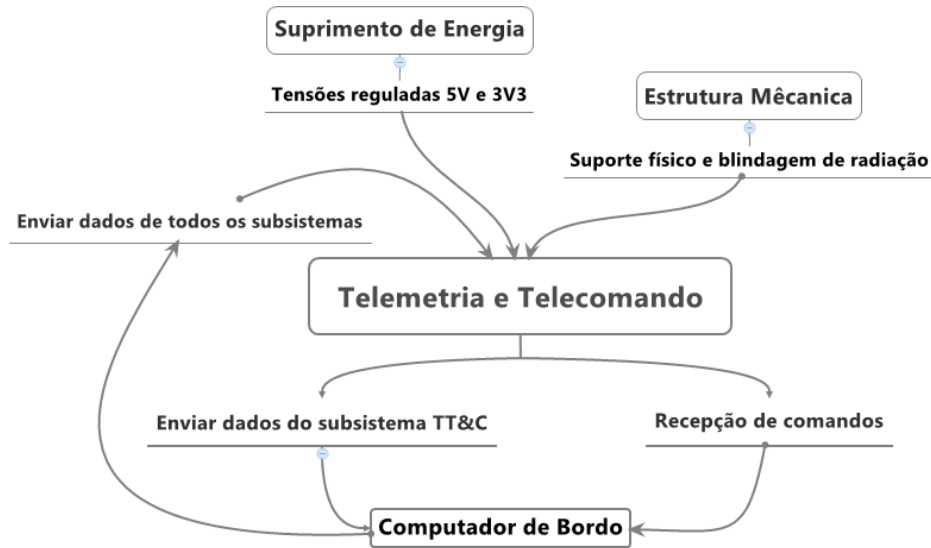 Suprimento de Energia
Tensões reguladas 5V e 3V3
Estrutura Mêcanica
Suporte físico e blindagem de radiação
Enviar dados de todos os subsistemas
Telemetria e Telecomando
Enviar dados do subsistema TT&C
Recepção de comandos
Computador de Bordo